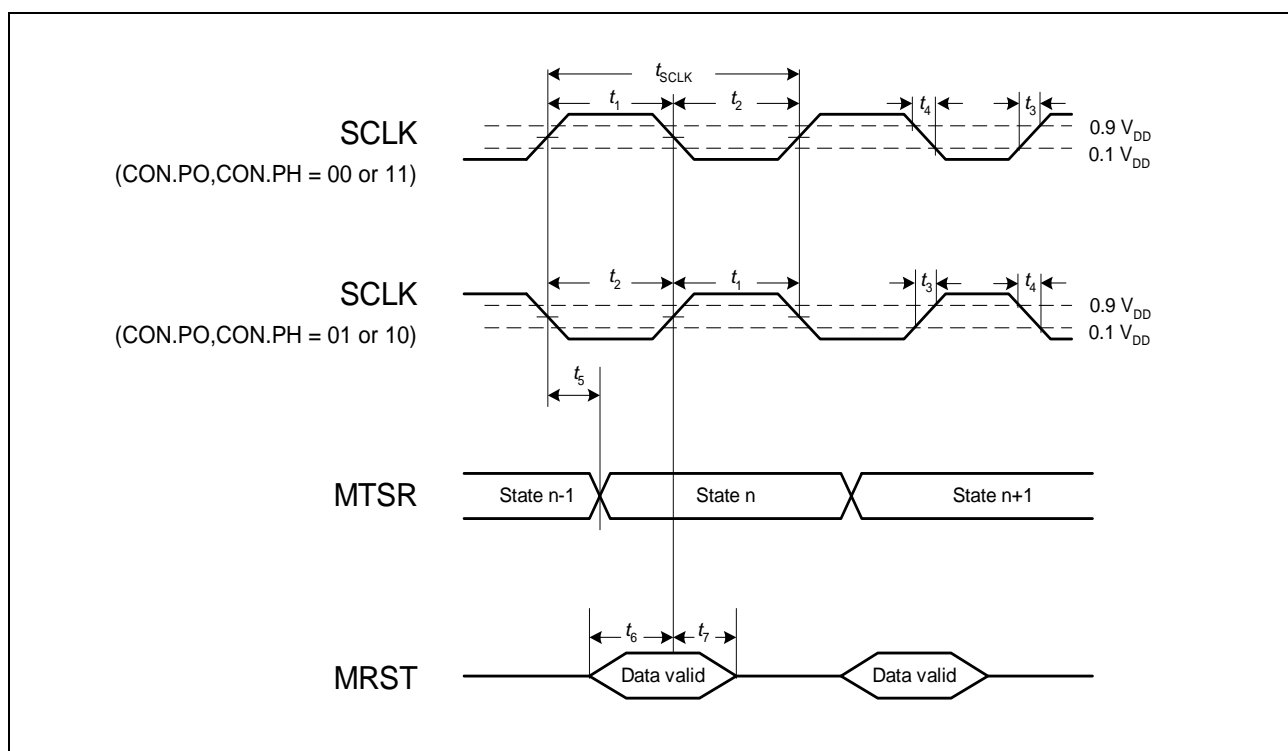 tSCLK
t1 t2 t4 t3
SCLK
0.9 VDD
0.1 VDD
(CON.PO,CON.PH = 00 or 11)
t2 t1 t3 t4
SCLK
0.9 VDD
0.1 VDD
(CON.PO,CON.PH = 01 or 10)
t5
MTSR
State n-1 State n State n+1
t6 t7
MRST
Data valid Data valid